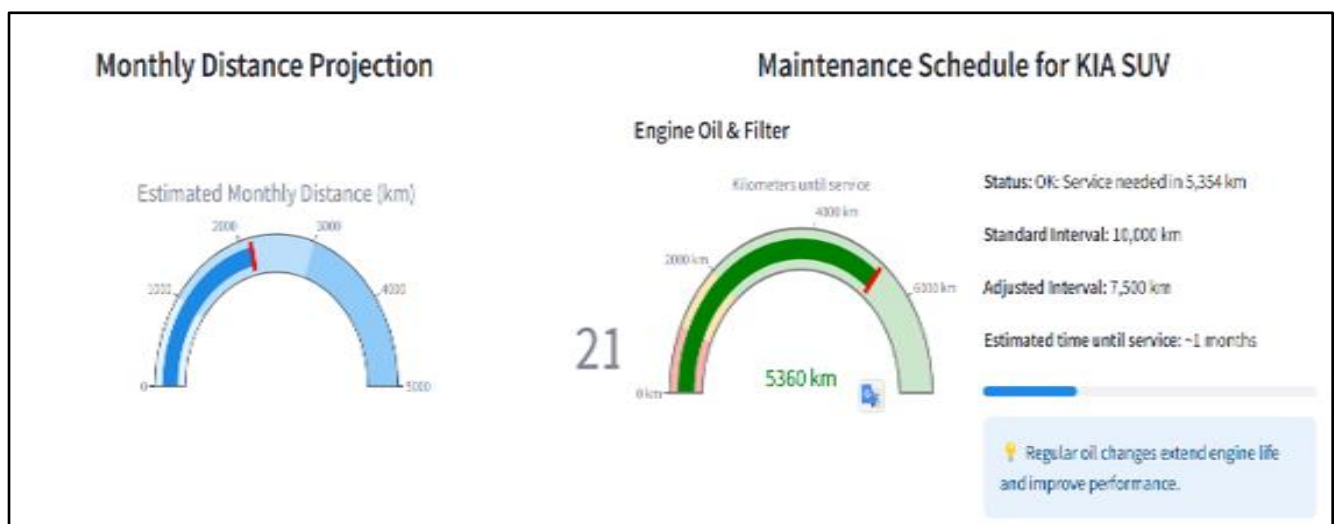 Monthly Distance Projection
Maintenance Schedule for KIA SUV
Estimated Monthly Distance (km)
0
1000
2000
3000
4000
5000
21
Engine Oil & Filter
Kilometers until service
0 km
2000 km
4000 km
6000 km
5360 km
Status: OK: Service needed in 5,354 km
Standard Interval: 10,000 km
Adjusted Interval: 7,500 km
Estimated time until service: ~1 months
Regular oil changes extend engine life
and improve performance.